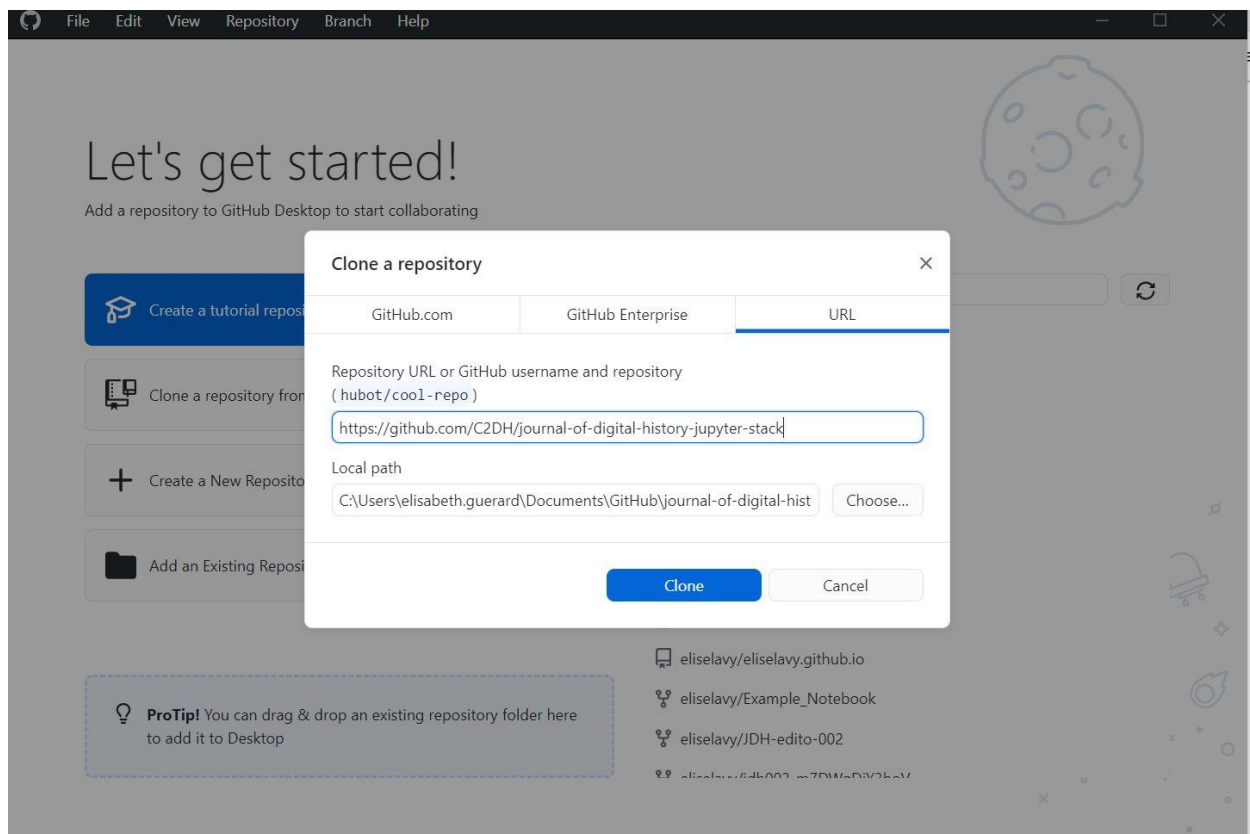 File Edit View Repository Branch Help
Let's get started!
Add a repository to GitHub Desktop to start collaborating
Create a tutorial reposi
Clone a repository from
Create a New Reposito
Add an Existing Reposi
Clone a repository
GitHub.com GitHub Enterprise URL
Repository URL or GitHub username and repository
(hubot/cool-repo)
https://github.com/C2DH/journal-of-digital-history-jupyter-stack
Local path
C:\Users\elisabeth.guerard\Documents\GitHub\journal-of-digital-hist Choose...
Clone Cancel
eliselavy/eliselavy.github.io
eliselavy/Example_Notebook
eliselavy/JDH-edito-002
ProTip! You can drag & drop an existing repository folder here
to add it to Desktop